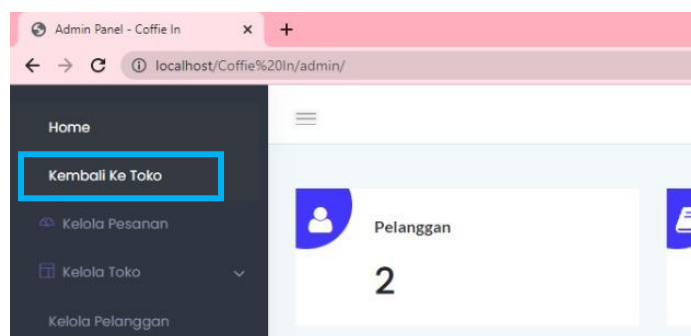 Admin Panel - Coffie In
localhost/Coffie%20In/admin/
Home
Kembali Ke Toko
Kelola Pesanan
Kelola Toko
Kelola Pelanggan
Pelanggan
2